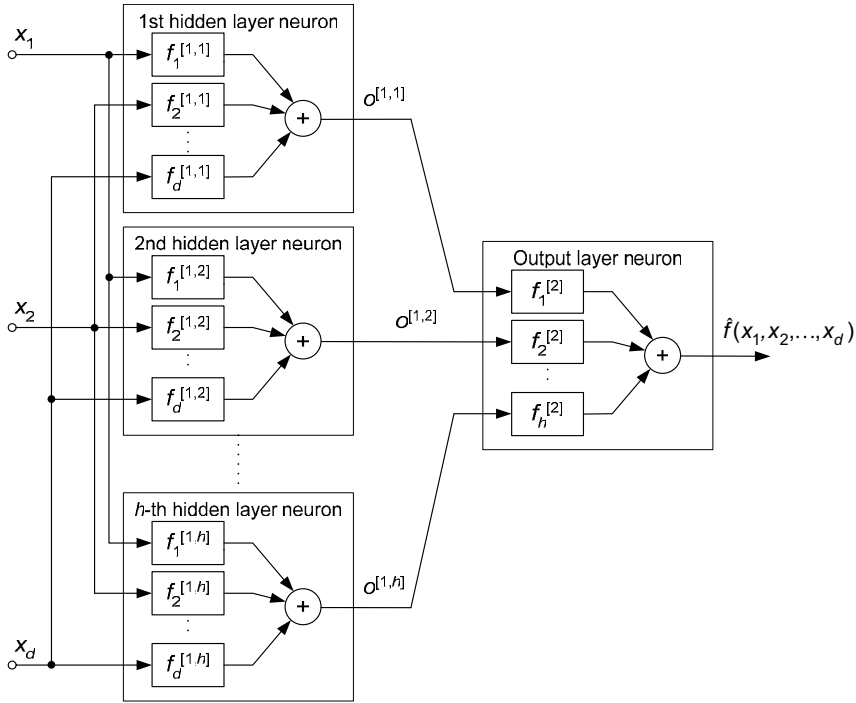 x1
1st hidden layer neuron
f1[1,1]
f2[1,1]
fd[1,1]
+
o[1,1]
2nd hidden layer neuron
f1[1,2]
x2
f2[1,2]
fd[1,2]
+
o[1,2]
Output layer neuron
f1[2]
f2[2]
fh[2]
+
f̂(x1,x2,...,xd)
h-th hidden layer neuron
f1[1,h]
f2[1,h]
fd[1,h]
+
o[1,h]
xd